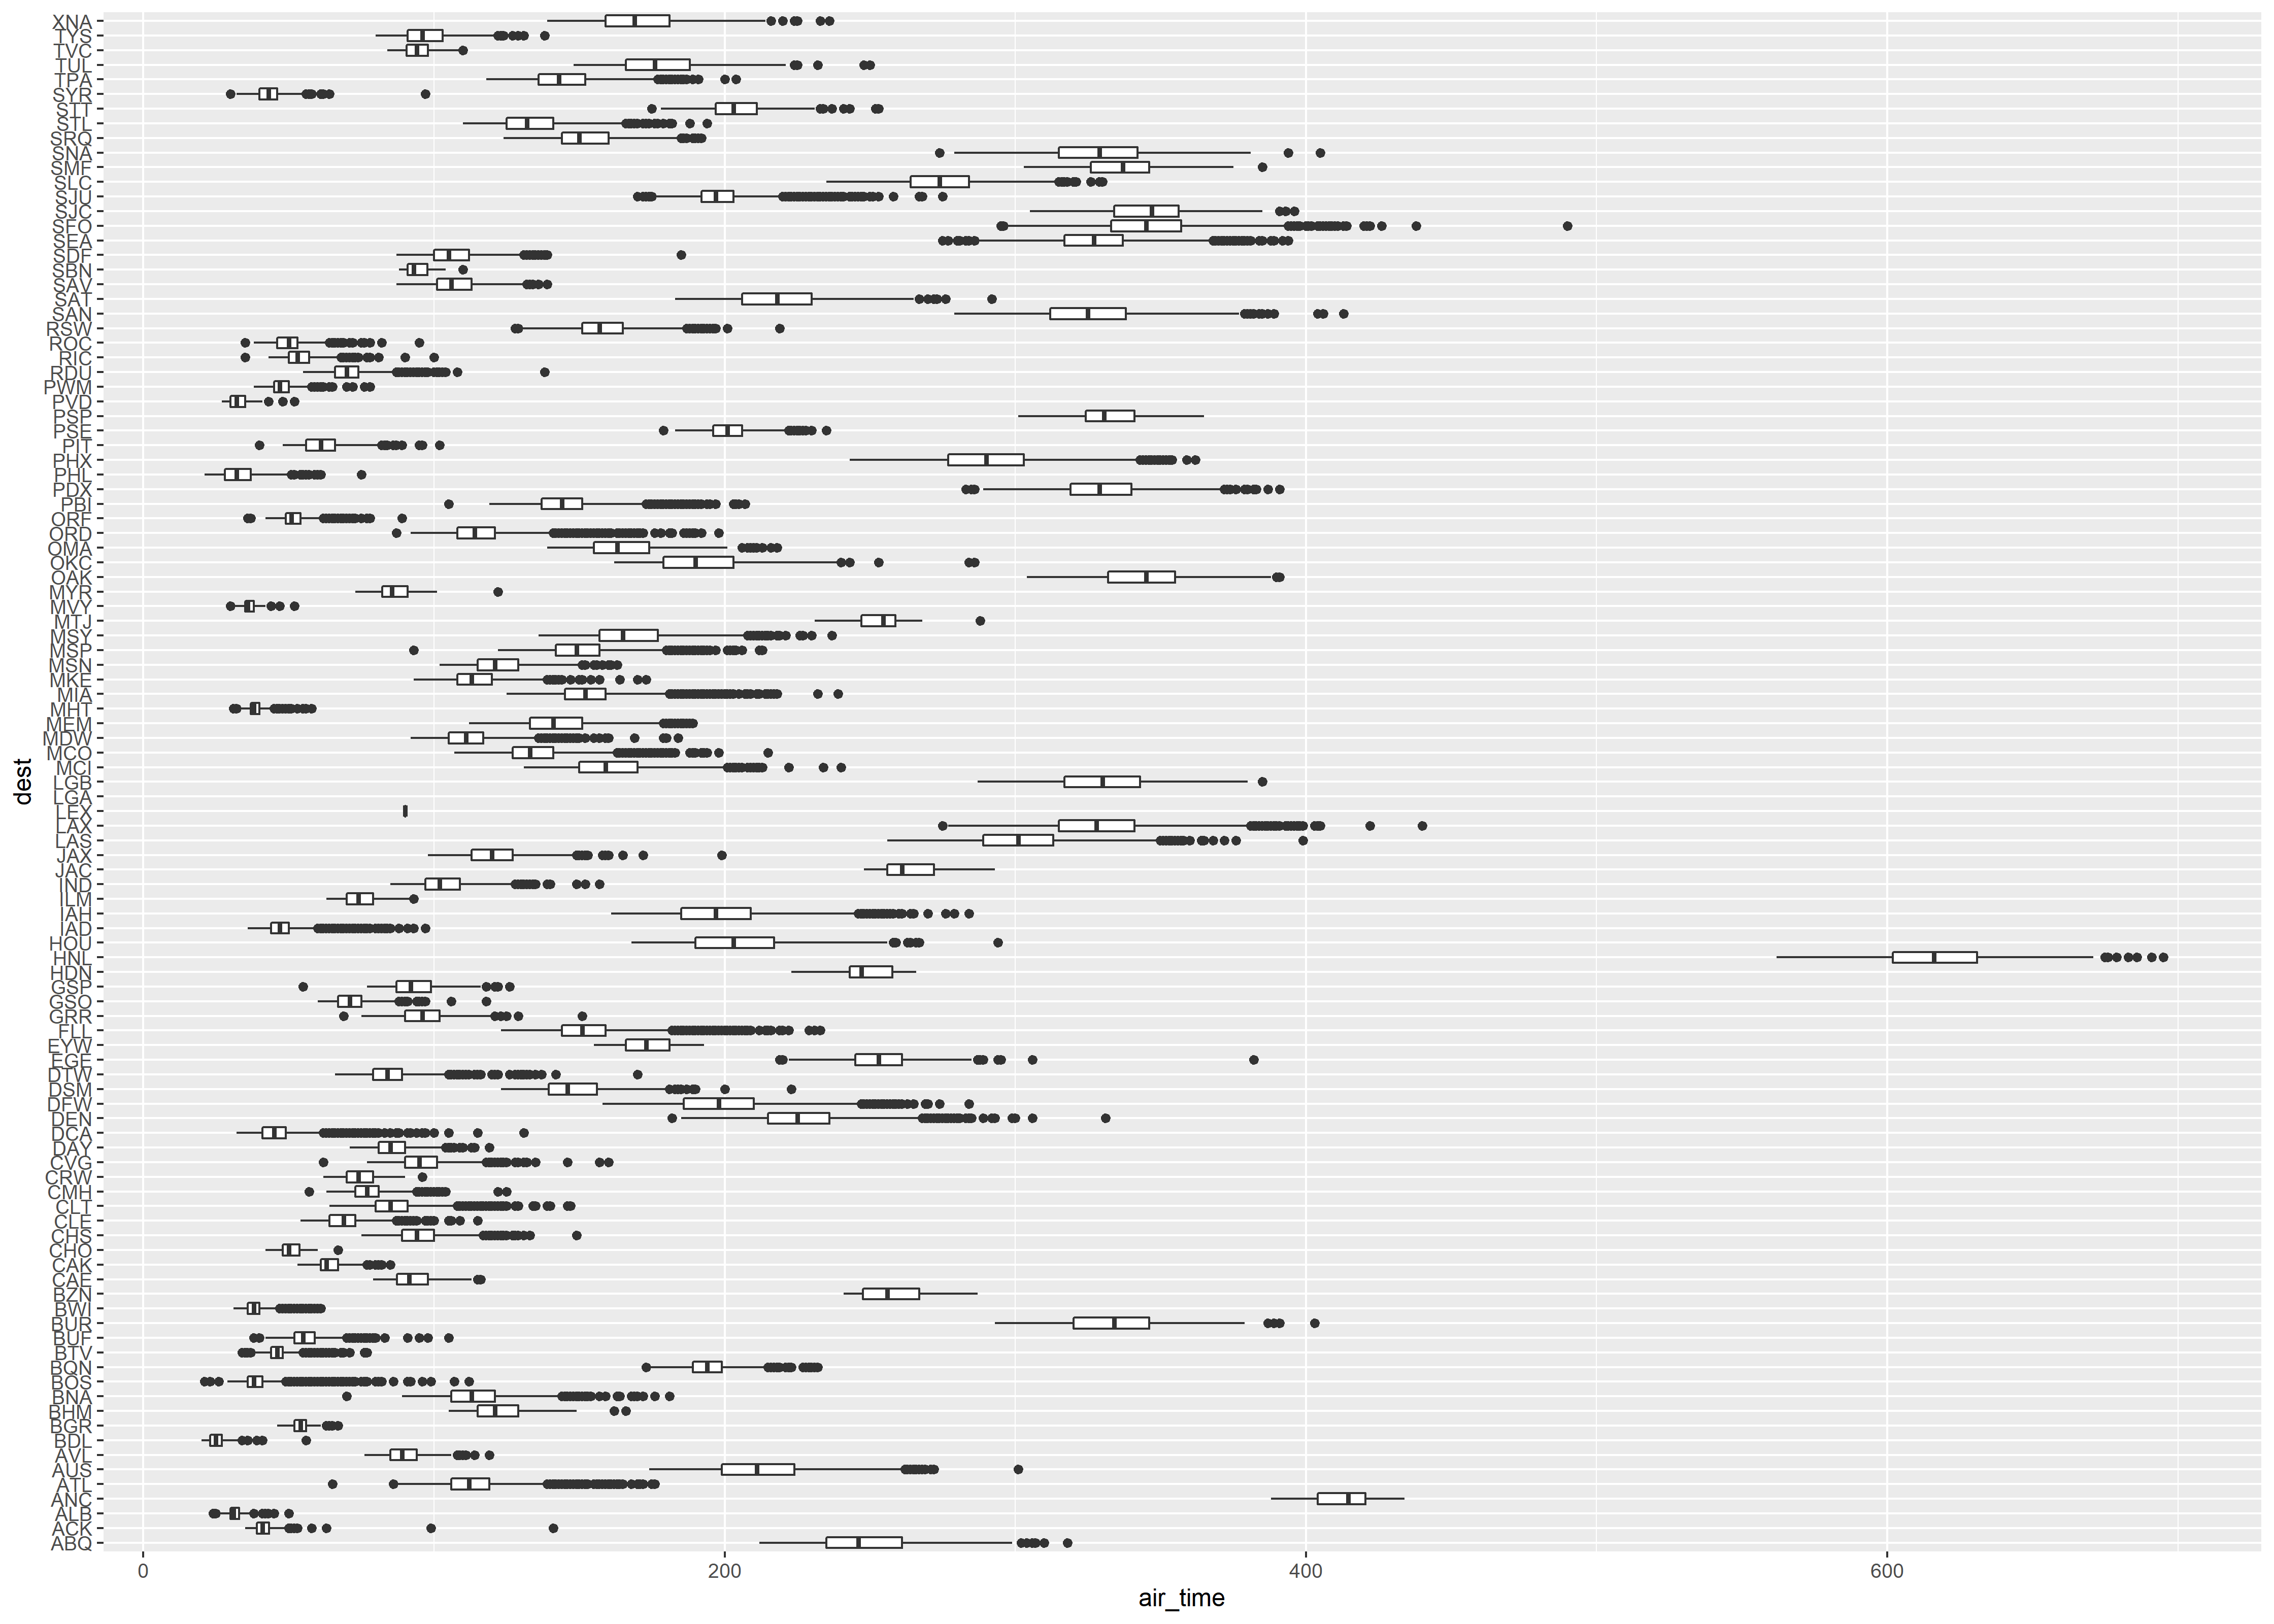 XNA
TYS
TVC
TUL
TPA
SYR
STT
STL
SRQ
SNA
SMF
SLC
SJU
SJC
SFO
SEA
SDF
SBN
SAV
SAT
SAN
RSW
ROC
RIC
RDU
PWM
PVD
PSP
PSE
PIT
PHX
PHL
PDX
PBI
ORF
ORD
OMA
OKC
OAK
MYR
MVY
MTJ
MSY
MSP
MSN
MKE
MIA
MHT
MEM
MDW
MCO
MCI
LGB
LGA
LEX
LAX
LAS
JAX
JAC
IND
ILM
IAH
IAD
HOU
HNL
HDN
GSP
GSO
GRR
FLL
EYW
EGE
DTW
DSM
DFW
DEN
DCA
DAY
CVG
CRW
CMH
CLT
CLE
CHS
CHO
CAK
CAE
BZN
BWI
BUR
BUF
BTV
BQN
BOS
BNA
BHM
BGR
BDL
AVL
AUS
ATL
ANC
ALB
ACK
ABQ
dest
0 200 400 600
air_time